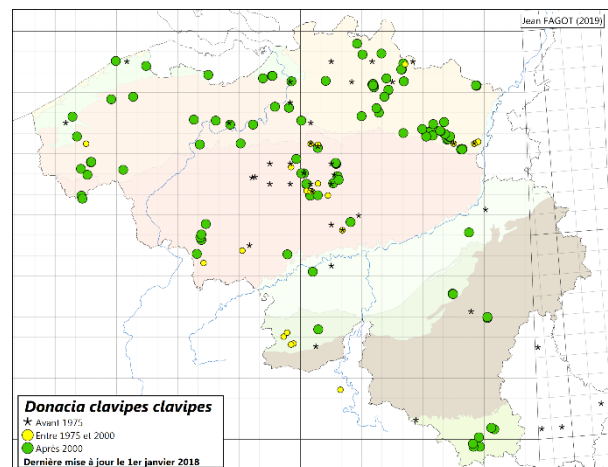 Jean FAGOT (2019)
Donacia clavipes clavipes
Avant 1975
Entre 1975 et 2000
Après 2000
Dernière mise à jour le 1er janvier 2018